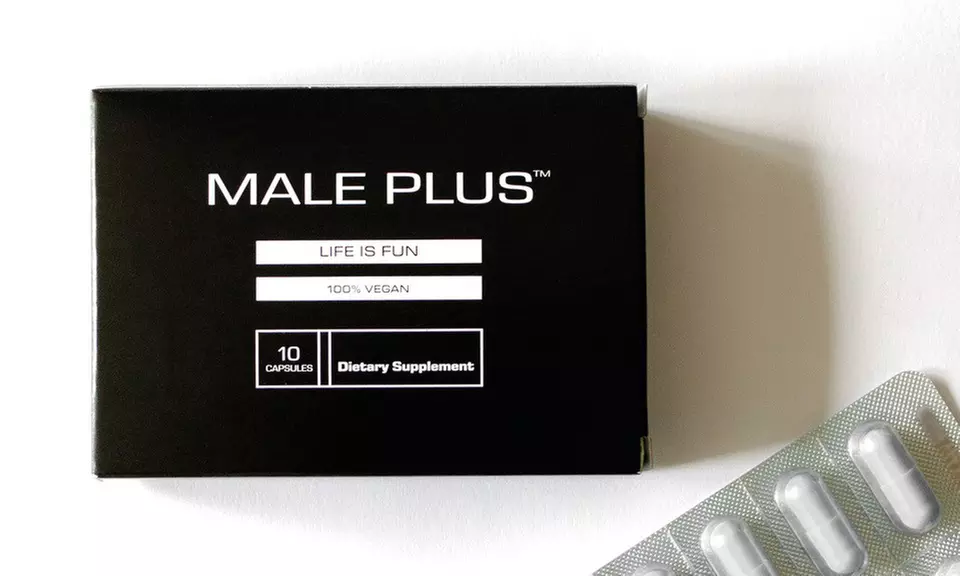 MALE PLUS™
LIFE IS FUN
100% VEGAN
10
CAPSULES
Dietary Supplement